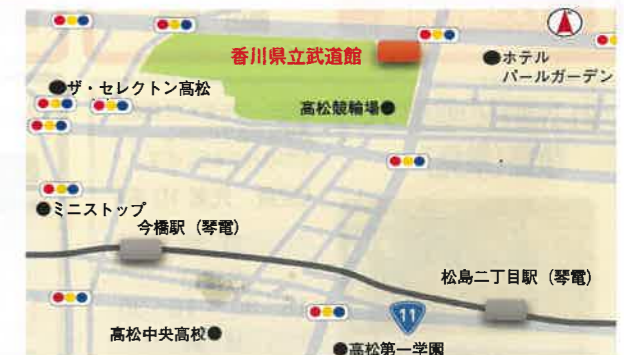 香川県立武道館
ホテル
パールガーデン
ザ・セレクトン高松
高松競輪場
ミニストップ
今橋駅（琴電）
松島二丁目駅（琴電）
11
高松中央高校
高松第一学園